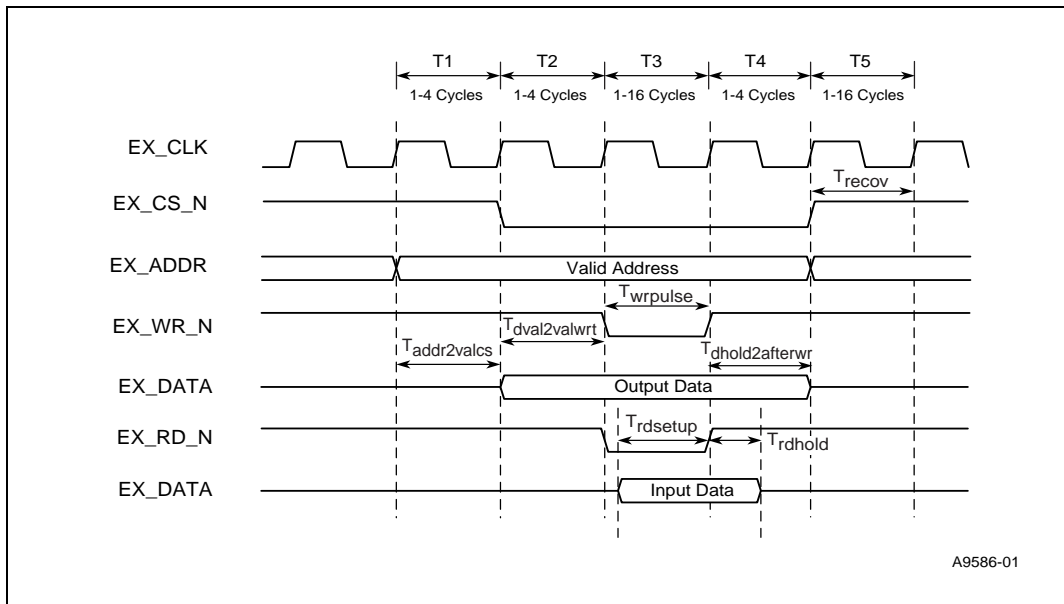 T1 T2 T3 T4 T5
1-4 Cycles 1-4 Cycles 1-16 Cycles 1-4 Cycles 1-16 Cycles
EX_CLK
Trecov
EX_CS_N
EX_ADDR Valid Address
Twrpulse
EX_WR_N
Tdval2valwrt
Taddr2valcs Tdhold2afterwr
EX_DATA Output Data
Trdsetup
EX_RD_N Trdhold
EX_DATA Input Data
A9586-01